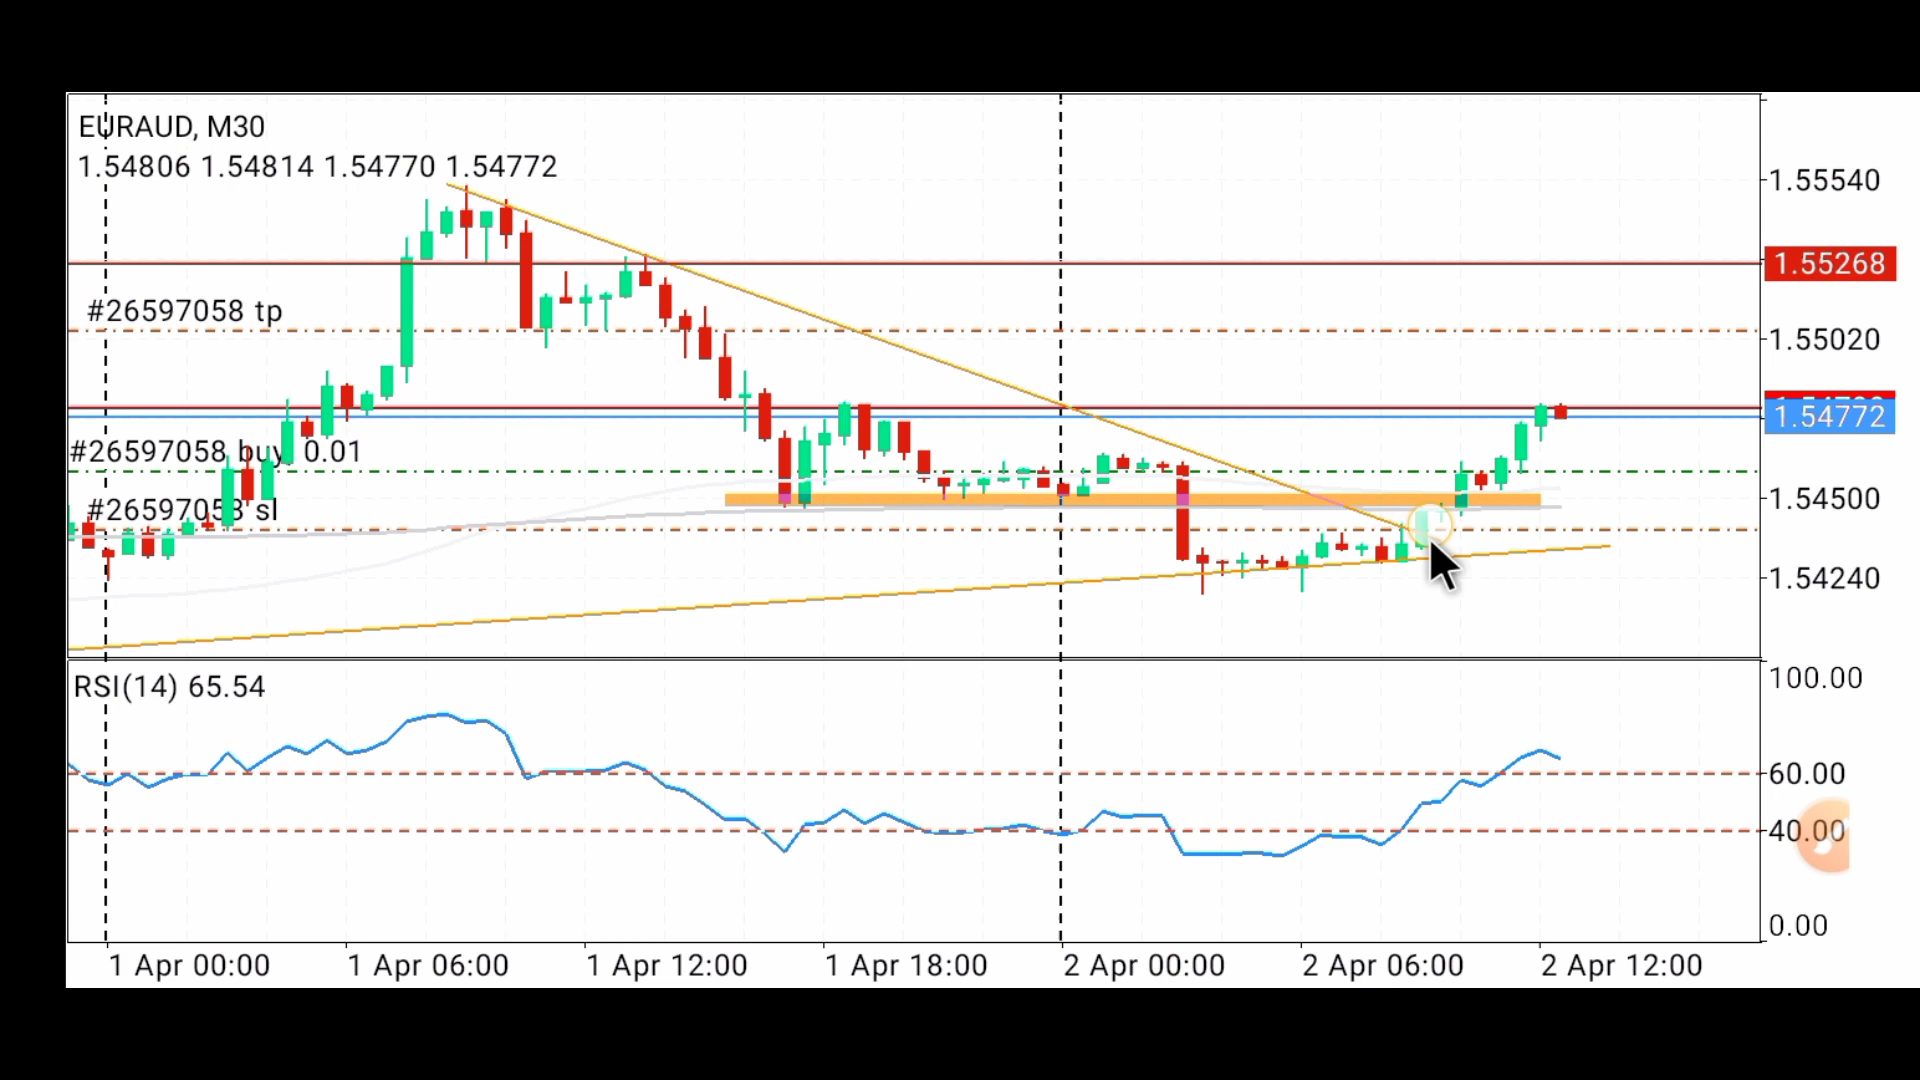 EURAUD, M30
1.54806 1.54814 1.54770 1.54772
1.55540
1.55268
#26597058 tp
1.55020
1.54772
#26597058 buy 0.01
1.54500
#26597058 sl
1.54240
RSI(14) 65.54
100.00
60.00
40.00
0.00
1 Apr 00:00 1 Apr 06:00 1 Apr 12:00 1 Apr 18:00 2 Apr 00:00 2 Apr 06:00 2 Apr 12:00